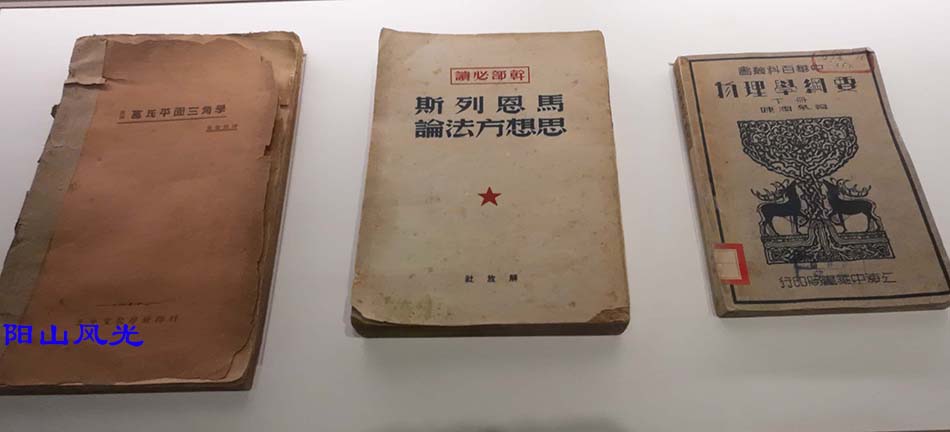 葛氏平面三角學
幹部必讀
馬恩列斯
思想方法論
解放社
中華百科叢書
物理學綱要
下冊
上海中華書局印行
阳山风光